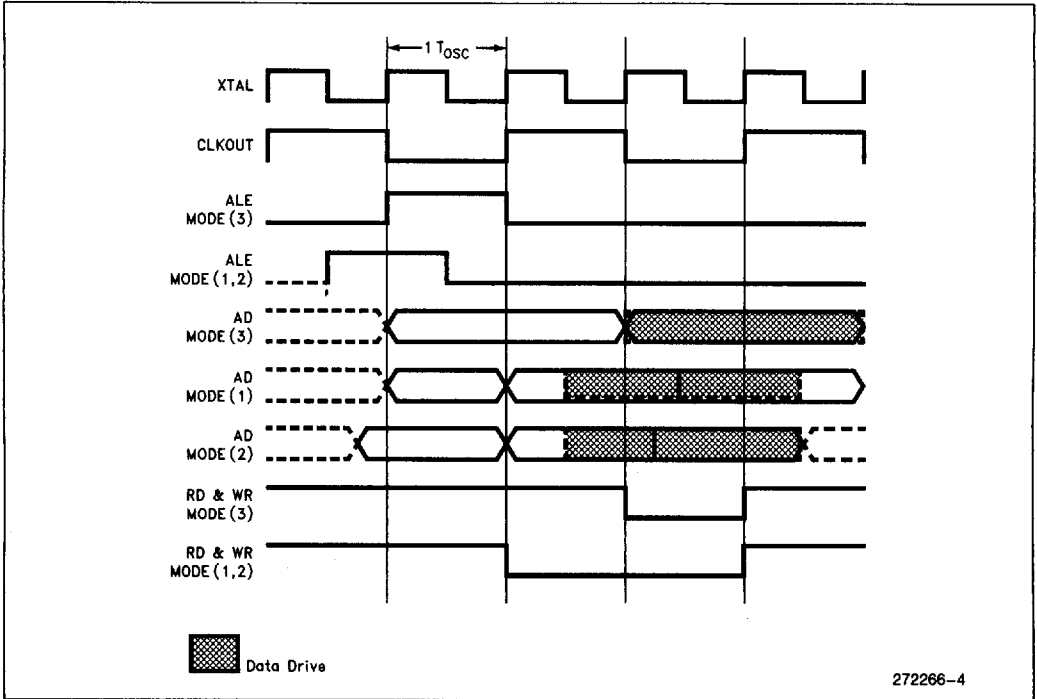 1 TOSC
XTAL
CLKOUT
ALE
MODE (3)
ALE
MODE (1,2)
AD
MODE (3)
AD
MODE (1)
AD
MODE (2)
RD & WR
MODE (3)
RD & WR
MODE (1,2)
Data Drive
272266-4